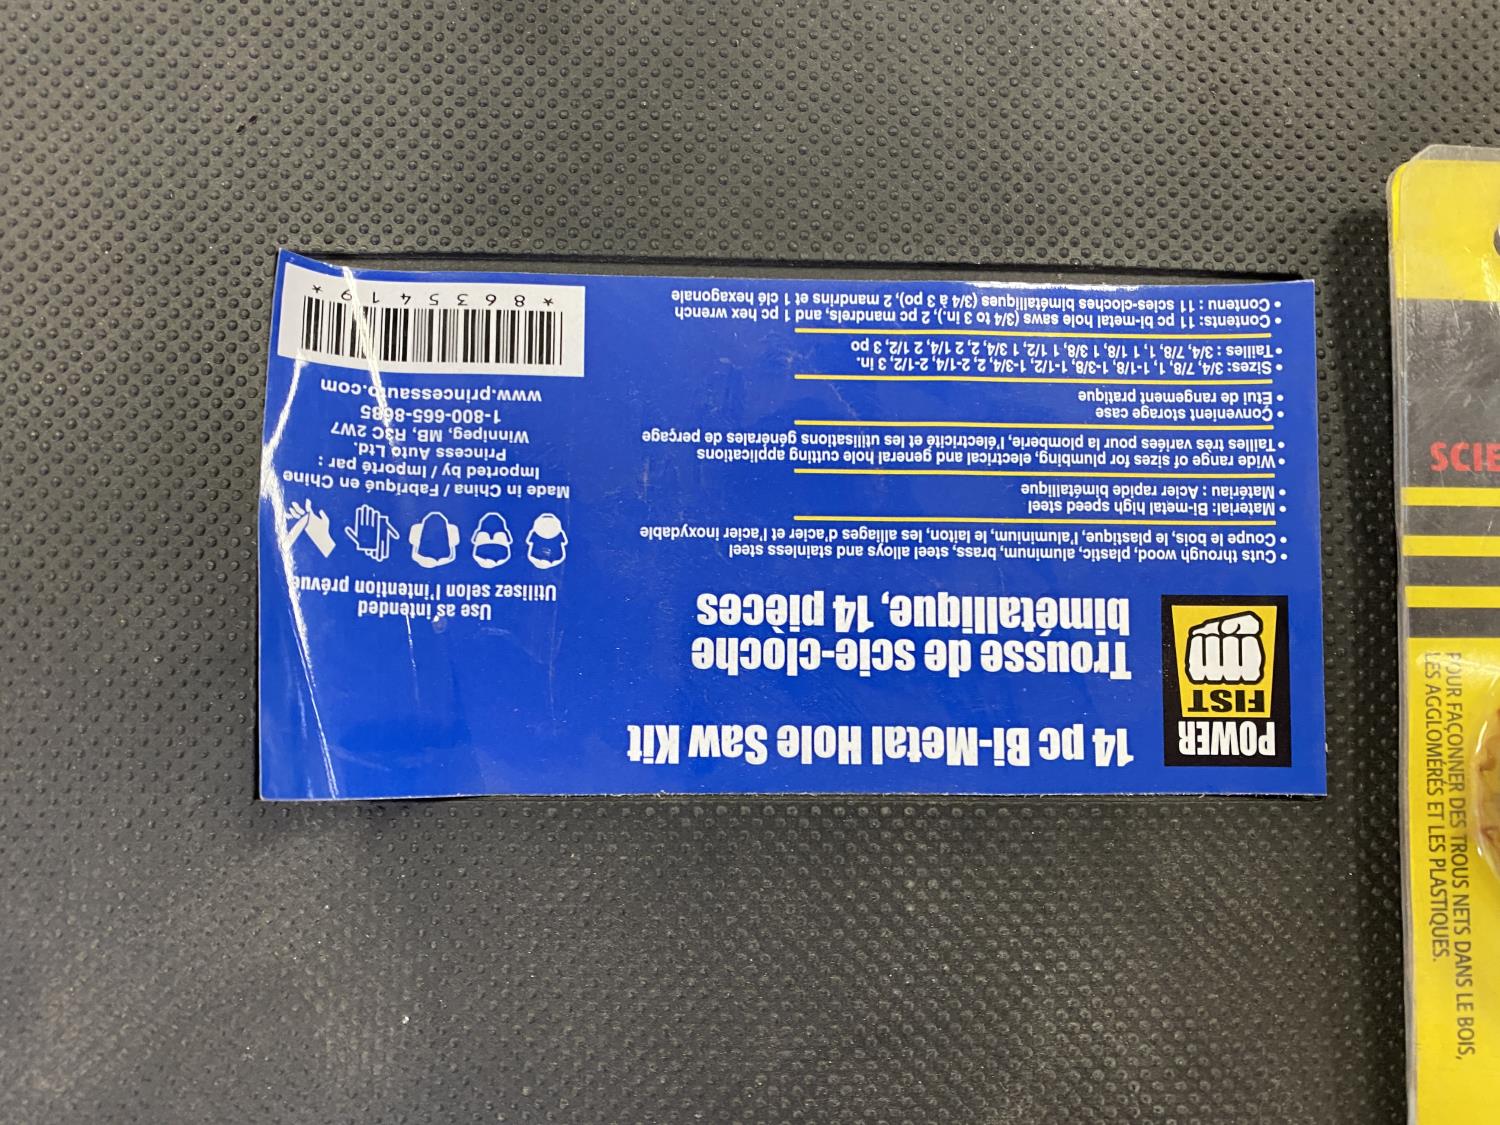 POWER
FIST
14 pc Bi-Metal Hole Saw Kit
Trousse de scie-cloche
bimétallique, 14 pièces
• Cuts through wood, plastic, aluminum, brass, steel alloys and stainless steel
• Coupe le bois, le plastique, l'aluminium, le laiton, les alliages d'acier et l'acier inoxydable
• Material: Bi-metal high speed steel
• Matériau : Acier rapide bimétallique
• Wide range of sizes for plumbing, electrical and general hole cutting applications
• Tailles très variées pour la plomberie, l'électricité et les utilisations générales de perçage
• Convenient storage case
• Étui de rangement pratique
• Sizes: 3/4, 7/8, 1, 1-1/8, 1-3/8, 1-1/2, 1-3/4, 2, 2-1/4, 2-1/2, 3 in.
• Tailles : 3/4, 7/8, 1, 1 1/8, 1 3/8, 1 1/2, 1 3/4, 2, 2 1/4, 2 1/2, 3 po
• Contents: 11 pc bi-metal hole saws (3/4 to 3 in.), 2 pc mandrels, and 1 pc hex wrench
• Contenu : 11 scies-cloches bimétalliques (3/4 à 3 po), 2 mandrins et 1 clé hexagonale
Use as intended
Utilisez selon l'intention prévue
Made in China / Fabriqué en Chine
Imported by / Importé par :
Princess Auto Ltd.
Winnipeg, MB, R3C 2W7
1-800-665-8685
www.princessauto.com
* 8 6 3 5 4 1 9 *
SCIE
POUR FAÇONNER DES TROUS NETS DANS LE BOIS,
LES AGGLOMÉRÉS ET LES PLASTIQUES.